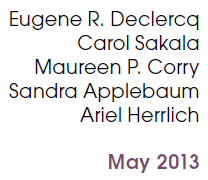 Eugene R. Declercq
Carol Sakala
Maureen P. Corry
Sandra Applebaum
Ariel Herrlich
May 2013